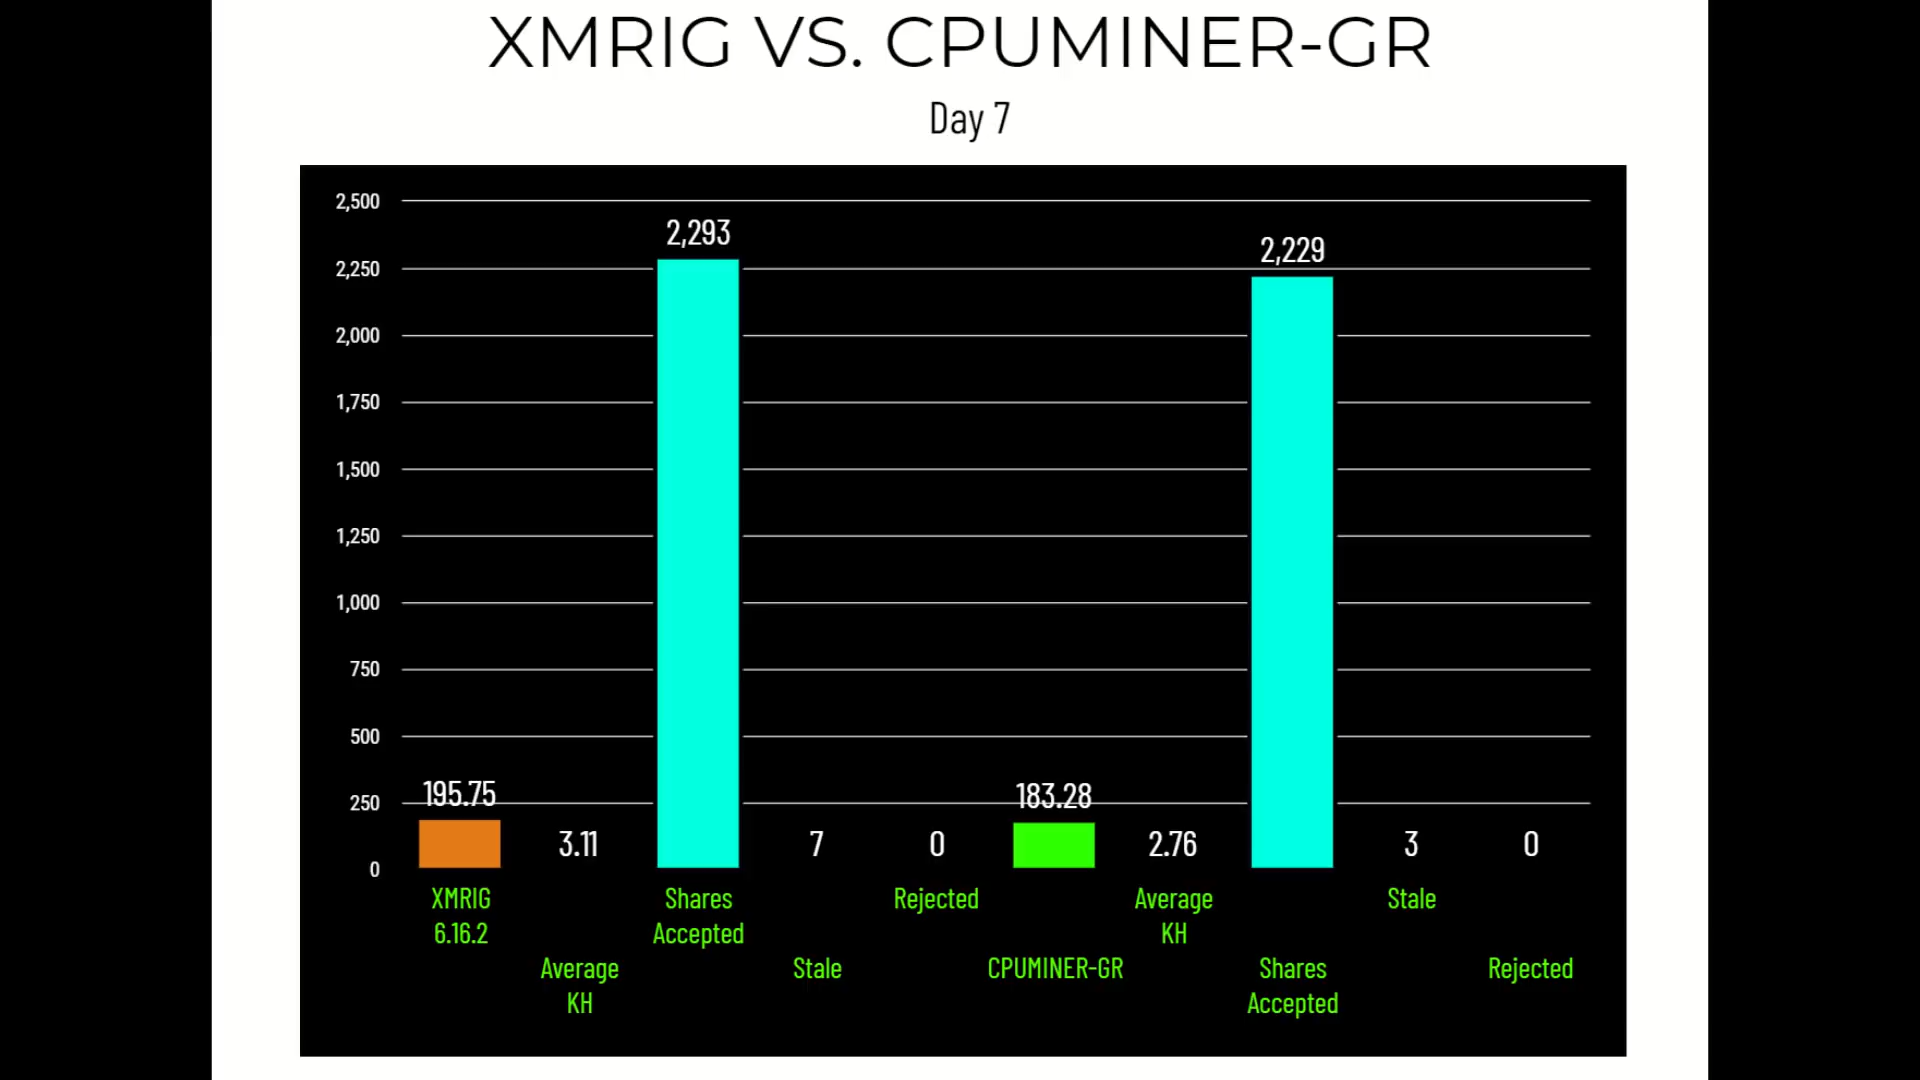 XMRIG VS. CPUMINER-GR
Day 7
2,500
2,250
2,000
1,750
1,500
1,250
1,000
750
500
250
0
195.75
3.11
2,293
7
0
183.28
2.76
2,229
3
0
XMRIG
6.16.2
Average
KH
Shares
Accepted
Stale
Rejected
CPUMINER-GR
Average
KH
Shares
Accepted
Stale
Rejected